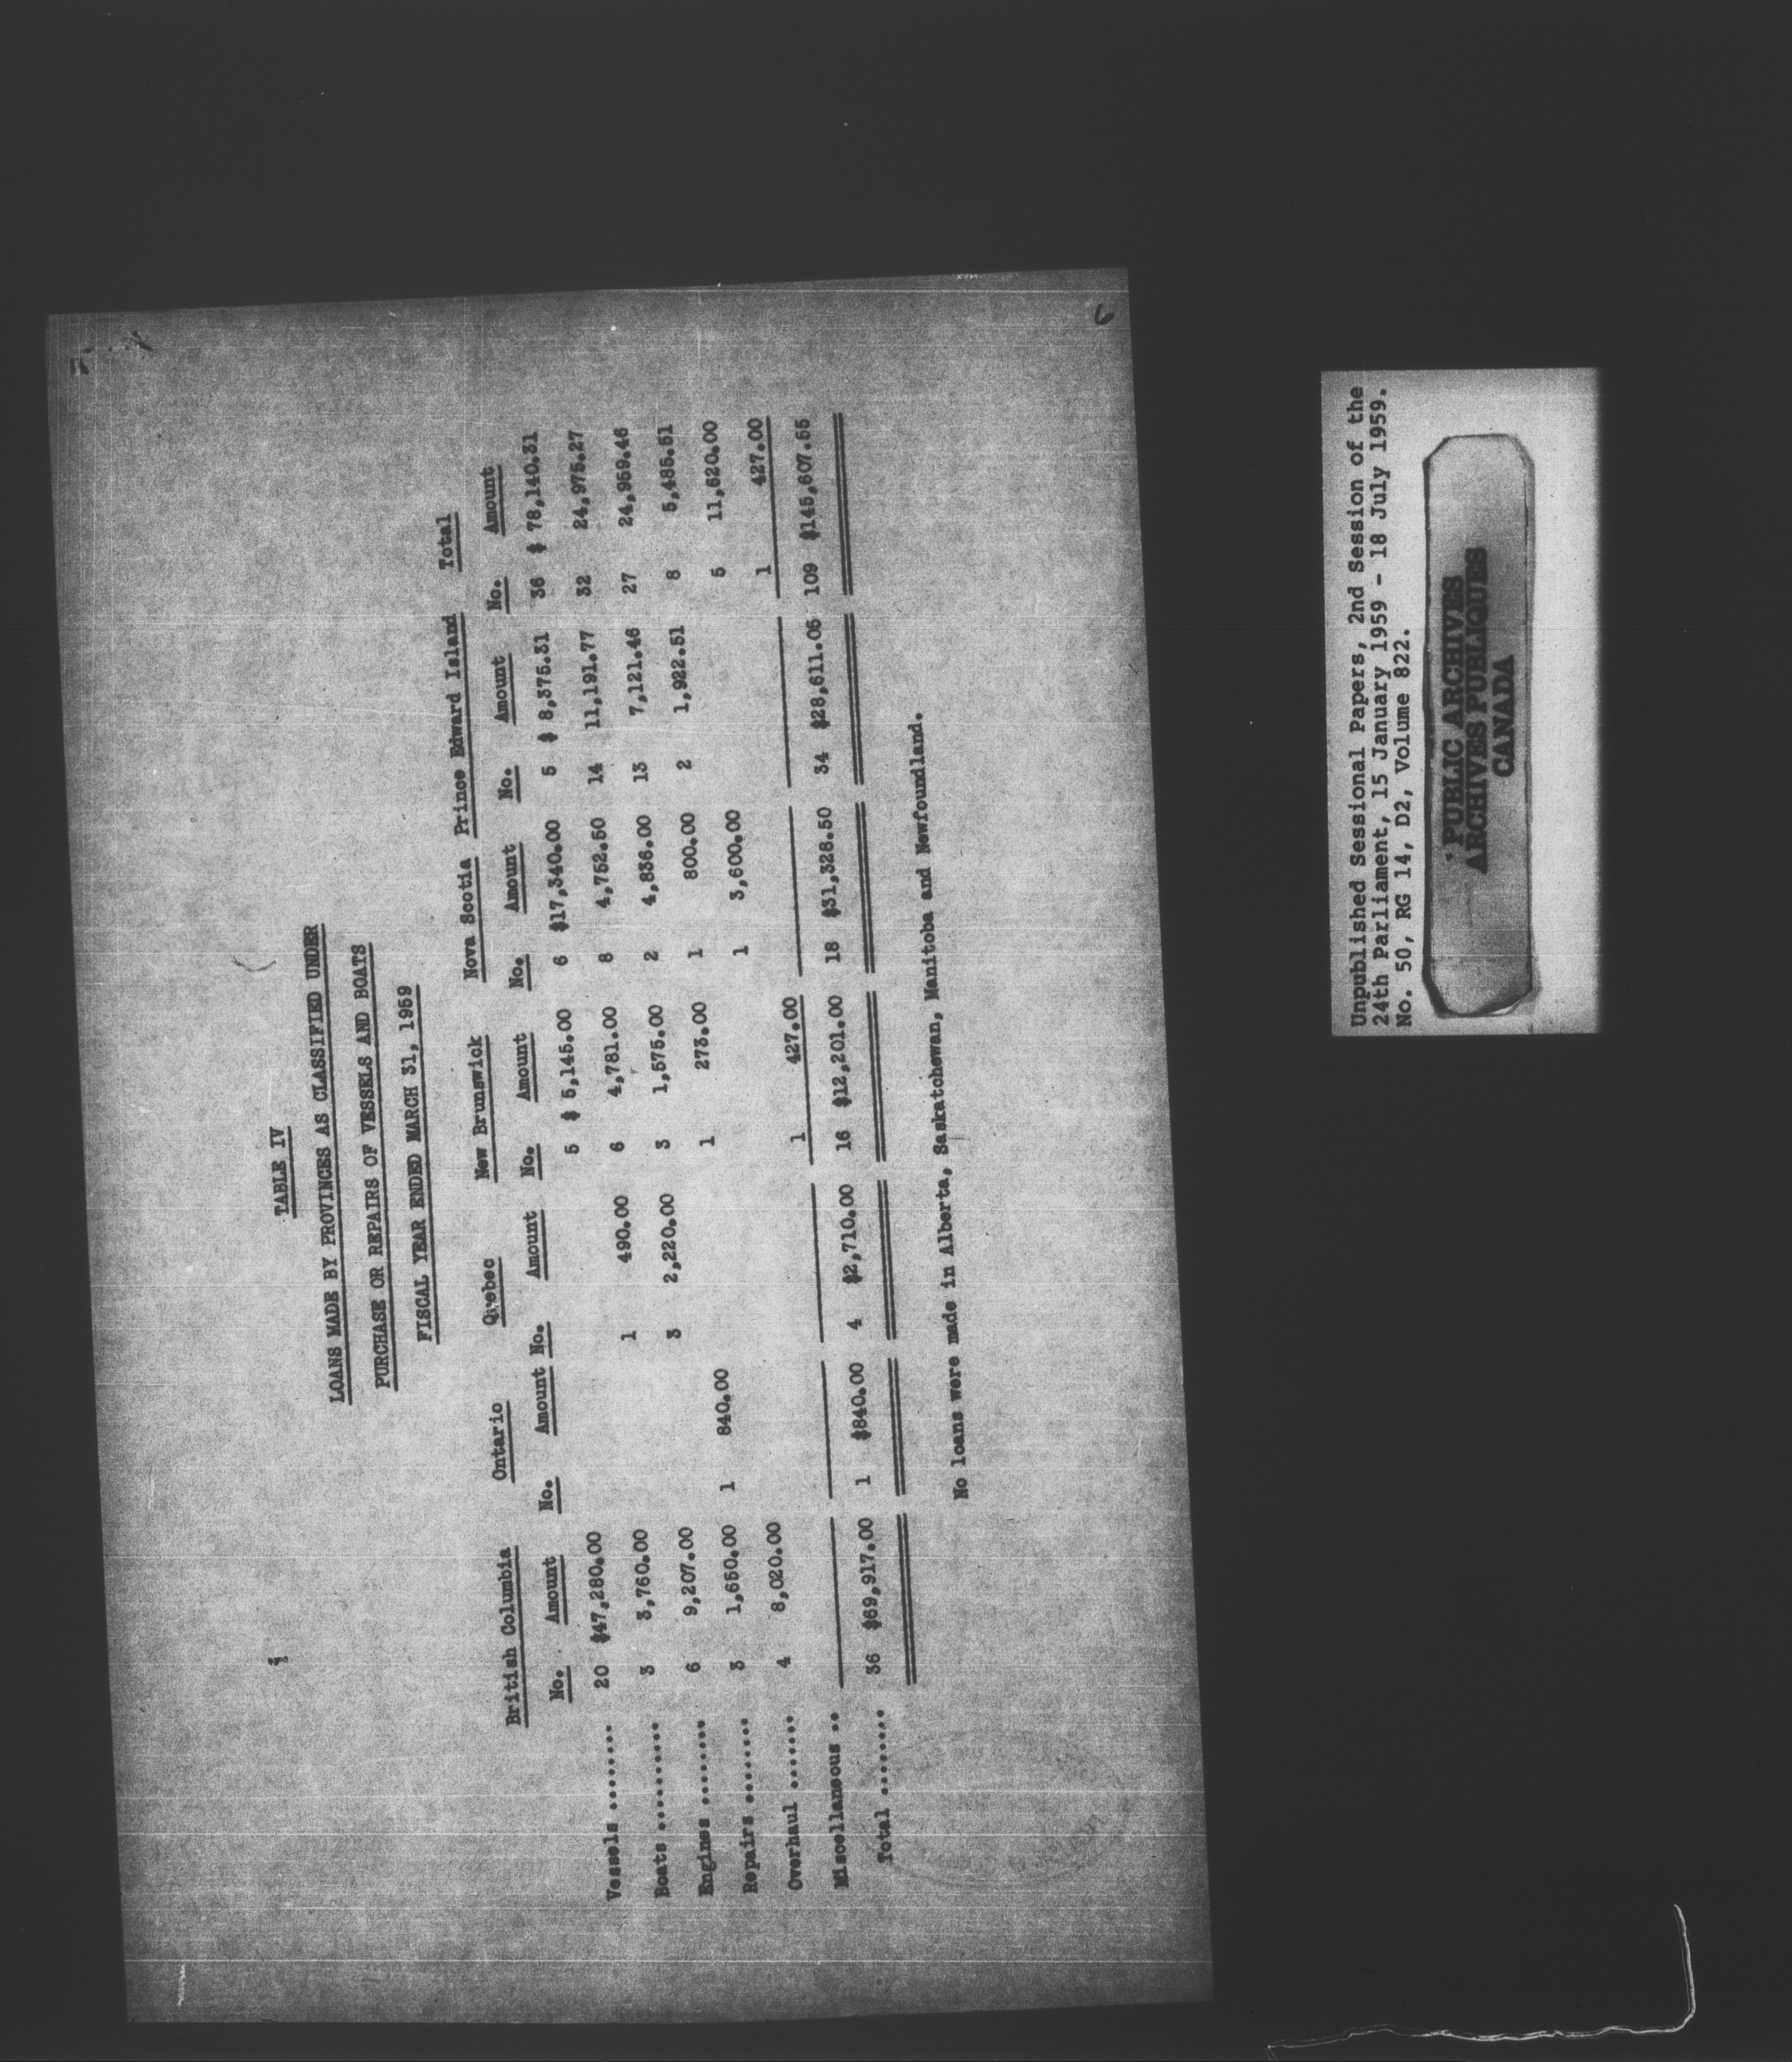 TABLE IV
LOANS MADE BY PROVINCES AS CLASSIFIED UNDER
PURCHASE OR REPAIRS OF VESSELS AND BOATS
FISCAL YEAR ENDED MARCH 31, 1959
British Columbia Ontario Quebec New Brunswick Nova Scotia Prince Edward Island Total
No. Amount No. Amount No. Amount No. Amount No. Amount No. Amount No. Amount
Vessels ........ 20 $47,280.00 5 $ 5,145.00 6 $17,340.00 5 $ 8,375.31 36 $ 78,140.31
Boats .......... 3 3,760.00 1 490.00 6 4,781.00 8 4,752.50 14 11,191.77 32 24,975.27
Engines ........ 6 9,207.00 3 2,220.00 3 1,575.00 2 4,836.00 13 7,121.46 27 24,959.46
Repairs ........ 3 1,650.00 1 840.00 1 273.00 1 800.00 2 1,922.51 8 5,485.51
Overhaul ....... 4 8,020.00 1 3,600.00 5 11,620.00
Miscellaneous .. 1 427.00 1 427.00
Total ........ 36 $69,917.00 1 $840.00 4 $2,710.00 16 $12,201.00 18 $31,328.50 34 $28,611.05 109 $145,607.55
No loans were made in Alberta, Saskatchewan, Manitoba and Newfoundland.
6
Unpublished Sessional Papers, 2nd Session of the
24th Parliament, 15 January 1959 - 18 July 1959.
No. 50, RG 14, D2, Volume 822.
PUBLIC ARCHIVES
ARCHIVES PUBLIQUES
CANADA